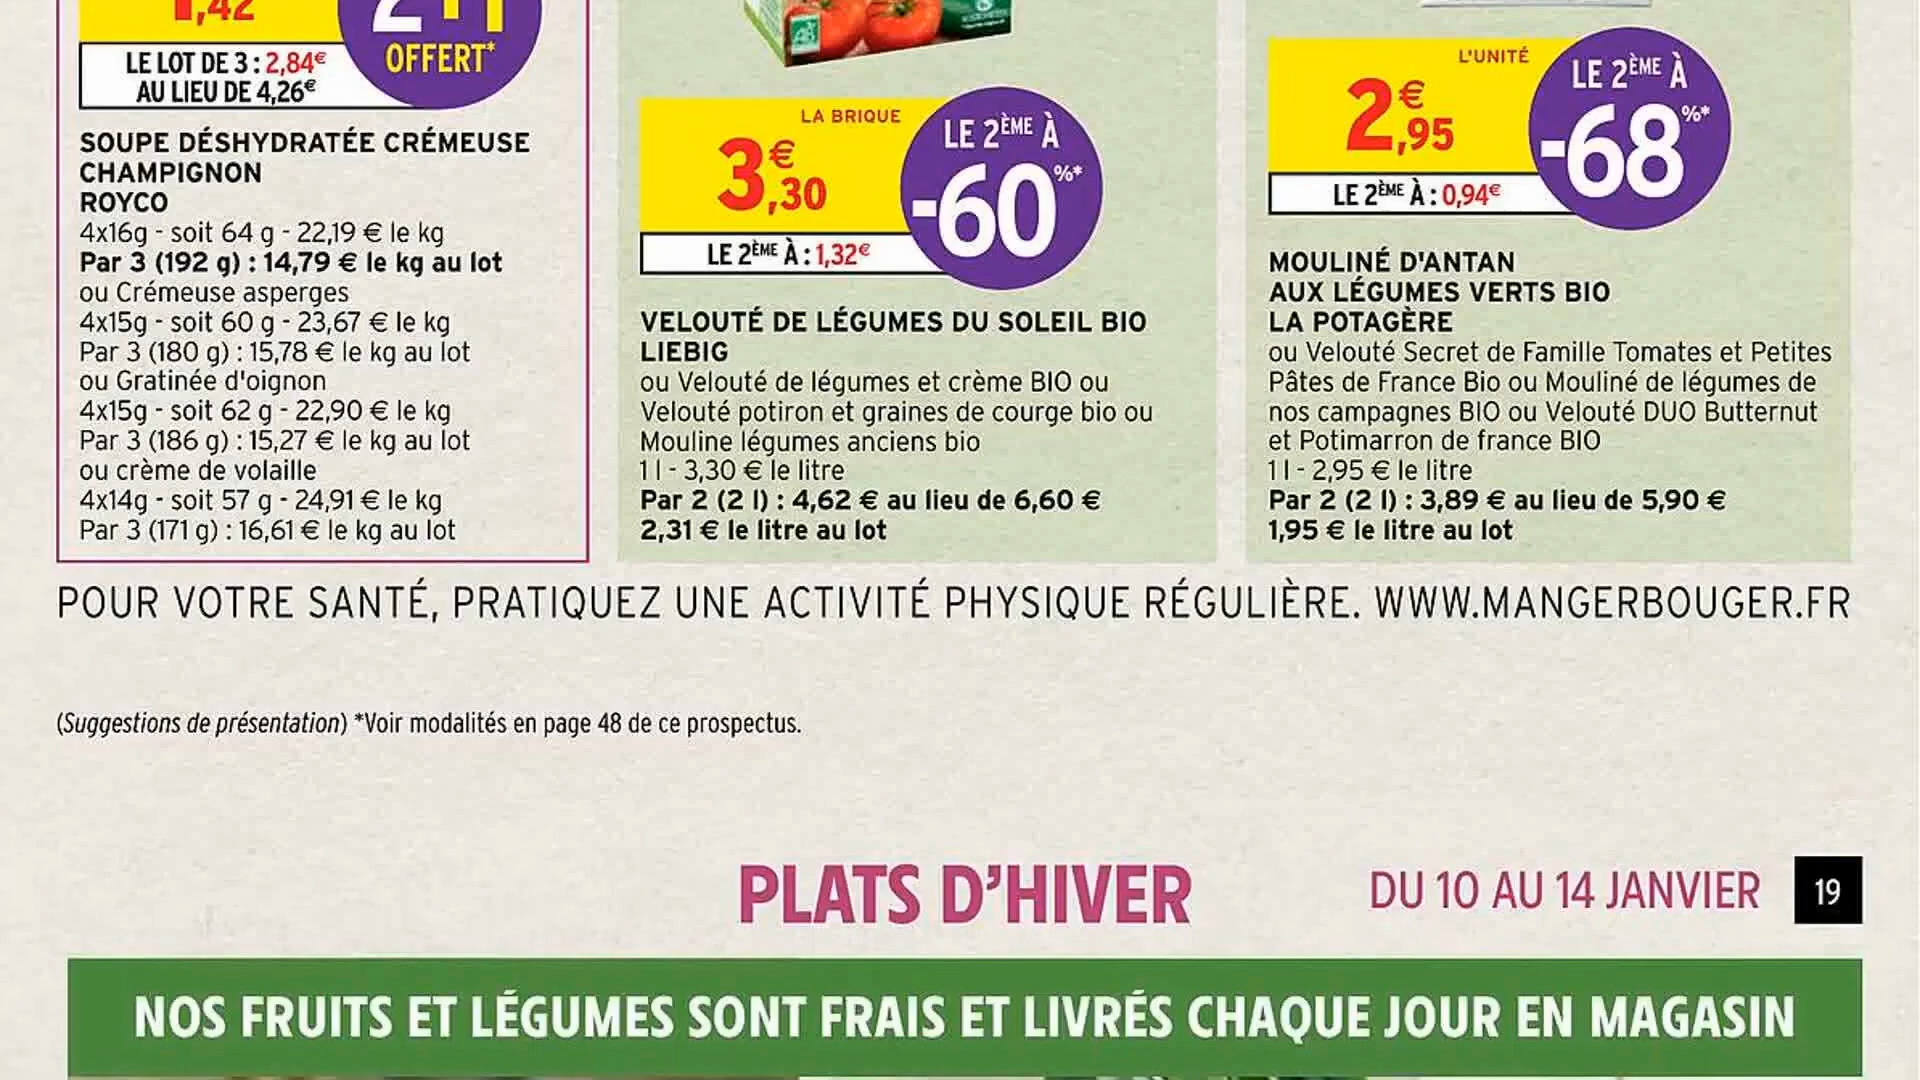 1,42
2+1
OFFERT*
LE LOT DE 3 : 2,84€
AU LIEU DE 4,26€
SOUPE DÉSHYDRATÉE CRÉMEUSE
CHAMPIGNON
ROYCO
4x16g - soit 64 g - 22,19 € le kg
Par 3 (192 g) : 14,79 € le kg au lot
ou Crémeuse asperges
4x15g - soit 60 g - 23,67 € le kg
Par 3 (180 g) : 15,78 € le kg au lot
ou Gratinée d'oignon
4x15g - soit 62 g - 22,90 € le kg
Par 3 (186 g) : 15,27 € le kg au lot
ou crème de volaille
4x14g - soit 57 g - 24,91 € le kg
Par 3 (171 g) : 16,61 € le kg au lot
LA BRIQUE
3€,30
LE 2ÈME À
-60%*
LE 2ÈME À : 1,32€
VELOUTÉ DE LÉGUMES DU SOLEIL BIO
LIEBIG
ou Velouté de légumes et crème BIO ou
Velouté potiron et graines de courge bio ou
Mouline légumes anciens bio
1 l - 3,30 € le litre
Par 2 (2 l) : 4,62 € au lieu de 6,60 €
2,31 € le litre au lot
L'UNITÉ
2€,95
LE 2ÈME À
-68%*
LE 2ÈME À : 0,94€
MOULINÉ D'ANTAN
AUX LÉGUMES VERTS BIO
LA POTAGÈRE
ou Velouté Secret de Famille Tomates et Petites
Pâtes de France Bio ou Mouliné de légumes de
nos campagnes BIO ou Velouté DUO Butternut
et Potimarron de france BIO
1 l - 2,95 € le litre
Par 2 (2 l) : 3,89 € au lieu de 5,90 €
1,95 € le litre au lot
POUR VOTRE SANTÉ, PRATIQUEZ UNE ACTIVITÉ PHYSIQUE RÉGULIÈRE. WWW.MANGERBOUGER.FR
(Suggestions de présentation) *Voir modalités en page 48 de ce prospectus.
PLATS D'HIVER
DU 10 AU 14 JANVIER
19
NOS FRUITS ET LÉGUMES SONT FRAIS ET LIVRÉS CHAQUE JOUR EN MAGASIN